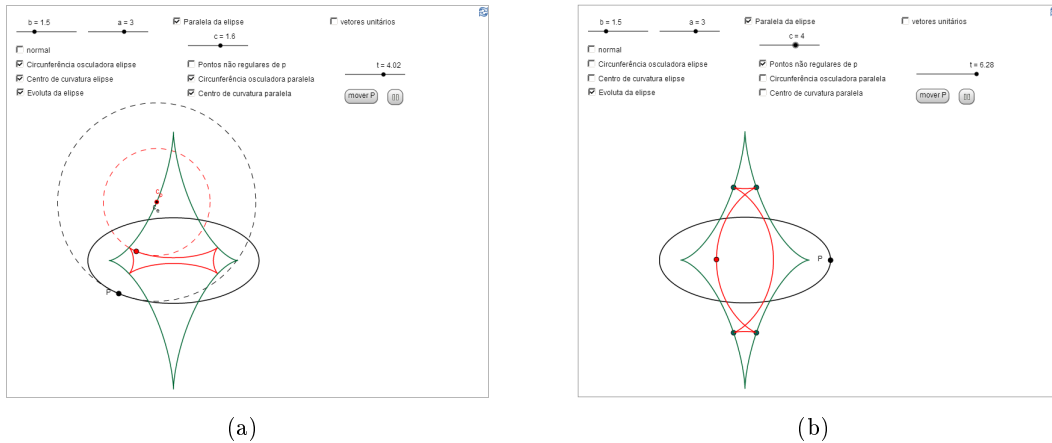 b = 1.5
a = 3
Paralela da elipse
vetores unitários
c = 1.6
normal
Circunferência osculadora elipse
Pontos não regulares de p
t = 4.02
Centro de curvatura elipse
Circunferência osculadora paralela
Evoluta da elipse
Centro de curvatura paralela
mover P
P
(a)
b = 1.5
a = 3
Paralela da elipse
vetores unitários
c = 4
normal
Circunferência osculadora elipse
Pontos não regulares de p
t = 6.28
Centro de curvatura elipse
Circunferência osculadora paralela
Evoluta da elipse
Centro de curvatura paralela
mover P
P
(b)